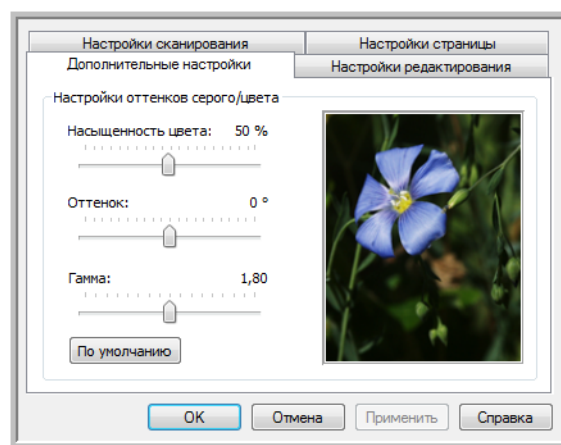 Настройки сканирования
Настройки страницы
Дополнительные настройки
Настройки редактирования
Настройки оттенков серого/цвета
Насыщенность цвета: 50 %
Оттенок: 0 °
Гамма: 1,80
По умолчанию
OK
Отмена
Применить
Справка